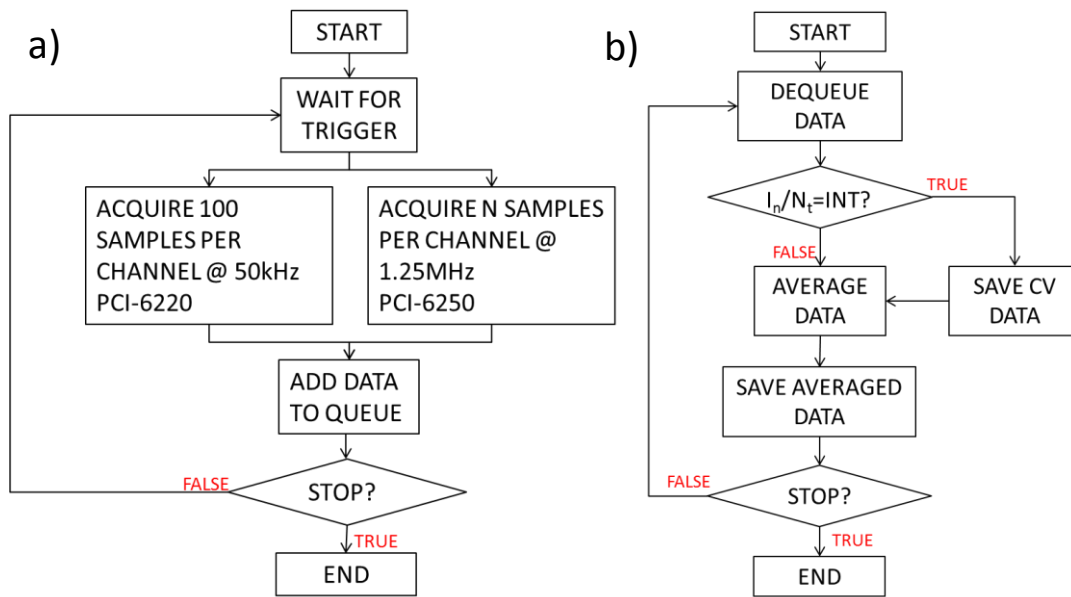 a)
START
WAIT FOR
TRIGGER
ACQUIRE 100
SAMPLES PER
CHANNEL @ 50kHz
PCI-6220
ACQUIRE N SAMPLES
PER CHANNEL @
1.25MHz
PCI-6250
ADD DATA
TO QUEUE
STOP?
FALSE
TRUE
END
b)
START
DEQUEUE
DATA
Iₙ/Nₜ=INT?
TRUE
FALSE
SAVE CV
DATA
AVERAGE
DATA
SAVE AVERAGED
DATA
STOP?
FALSE
TRUE
END